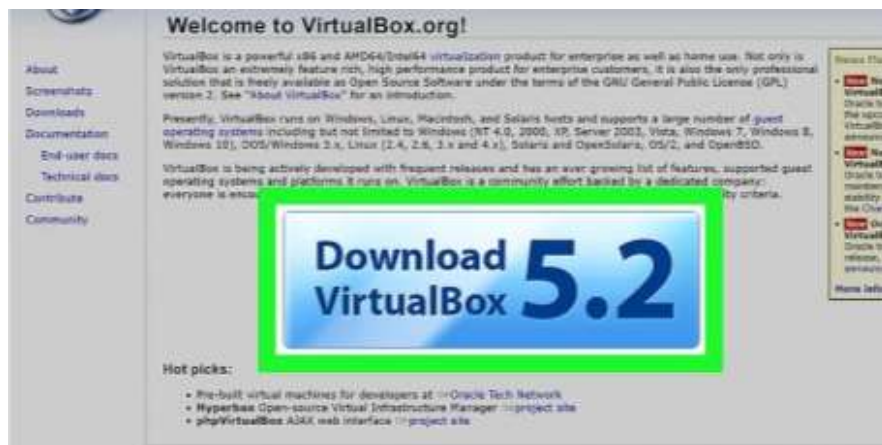 Welcome to VirtualBox.org!
VirtualBox is a powerful x86 and AMD64/Intel64 virtualization product for enterprise as well as home use. Not only is
VirtualBox an extremely feature rich, high performance product for enterprise customers, it is also the only professional
solution that is freely available as Open Source Software under the terms of the GNU General Public License (GPL)
version 2. See "About VirtualBox" for an introduction.
Presently, VirtualBox runs on Windows, Linux, Macintosh, and Solaris hosts and supports a large number of guest
operating systems including but not limited to Windows (NT 4.0, 2000, XP, Server 2003, Vista, Windows 7, Windows 8,
Windows 10), DOS/Windows 3.x, Linux (2.4, 2.6, 3.x and 4.x), Solaris and OpenSolaris, OS/2, and OpenBSD.
VirtualBox is being actively developed with frequent releases and has an ever growing list of features, supported guest
operating systems and platforms it runs on. VirtualBox is a community effort backed by a dedicated company:
everyone is encou
ty criteria.
About
Screenshots
Downloads
Documentation
End-user docs
Technical docs
Contribute
Community
Download
VirtualBox 5.2
Hot picks:
• Pre-built virtual machines for developers at Oracle Tech Network
• Hyperbox Open-source Virtual Infrastructure Manager project site
• phpVirtualBox AJAX web interface project site